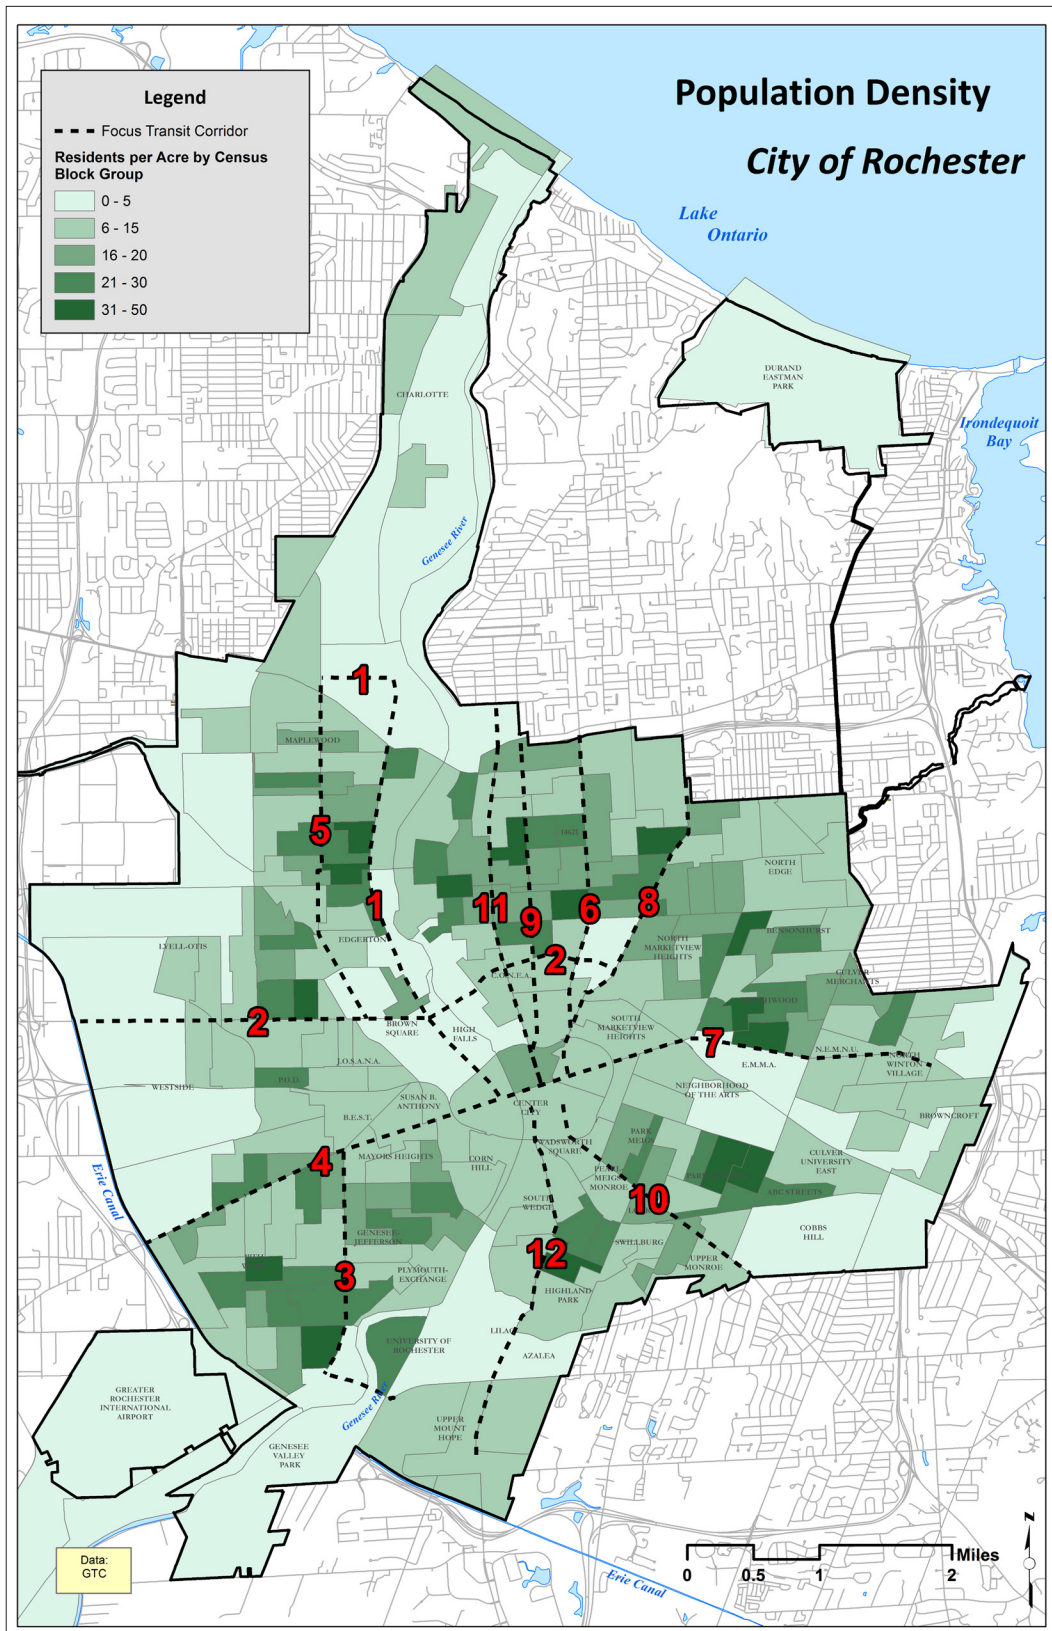 Population Density
City of Rochester
Legend
Focus Transit Corridor
Residents per Acre by Census
Block Group
0 - 5
6 - 15
16 - 20
21 - 30
31 - 50
Lake
Ontario
DURAND
EASTMAN
PARK
Irondequoit
Bay
CHARLOTTE
Genesee River
1
MAPLEWOOD
5
14621
NORTH
EDGE
1
11
9
6
8
LYELL-OTIS
EDGERTON
2
C.O.N.E.A.
NORTH
MARKETVIEW
HEIGHTS
BENSONHURST
CULVER
MERCHANTS
2
BROWN
SQUARE
HIGH
FALLS
SOUTH
MARKETVIEW
HEIGHTS
7
E.M.M.A.
N.E.M.N.U.
NORTH
WINTON
VILLAGE
J.O.S.A.N.A.
WESTSIDE
P.O.D.
SUSAN B.
ANTHONY
NEIGHBORHOOD
OF THE ARTS
CENTER
CITY
B.E.S.T.
BROWNCROFT
4
MAYORS HEIGHTS
CORN
HILL
WADSWORTH
SQUARE
PARK
MEIGS
PEARL-
MEIGS-
MONROE
CULVER
UNIVERSITY
EAST
ABC STREETS
SOUTH
WEDGE
10
COBBS
HILL
Erie Canal
GENESEE-
JEFFERSON
SWILLBURG
UPPER
MONROE
12
3
PLYMOUTH-
EXCHANGE
HIGHLAND
PARK
UNIVERSITY OF
ROCHESTER
LILAC
AZALEA
GREATER
ROCHESTER
INTERNATIONAL
AIRPORT
Genesee River
UPPER
MOUNT
HOPE
GENESEE
VALLEY
PARK
Data:
GTC
Erie Canal
N
Miles
0 0.5 1 2